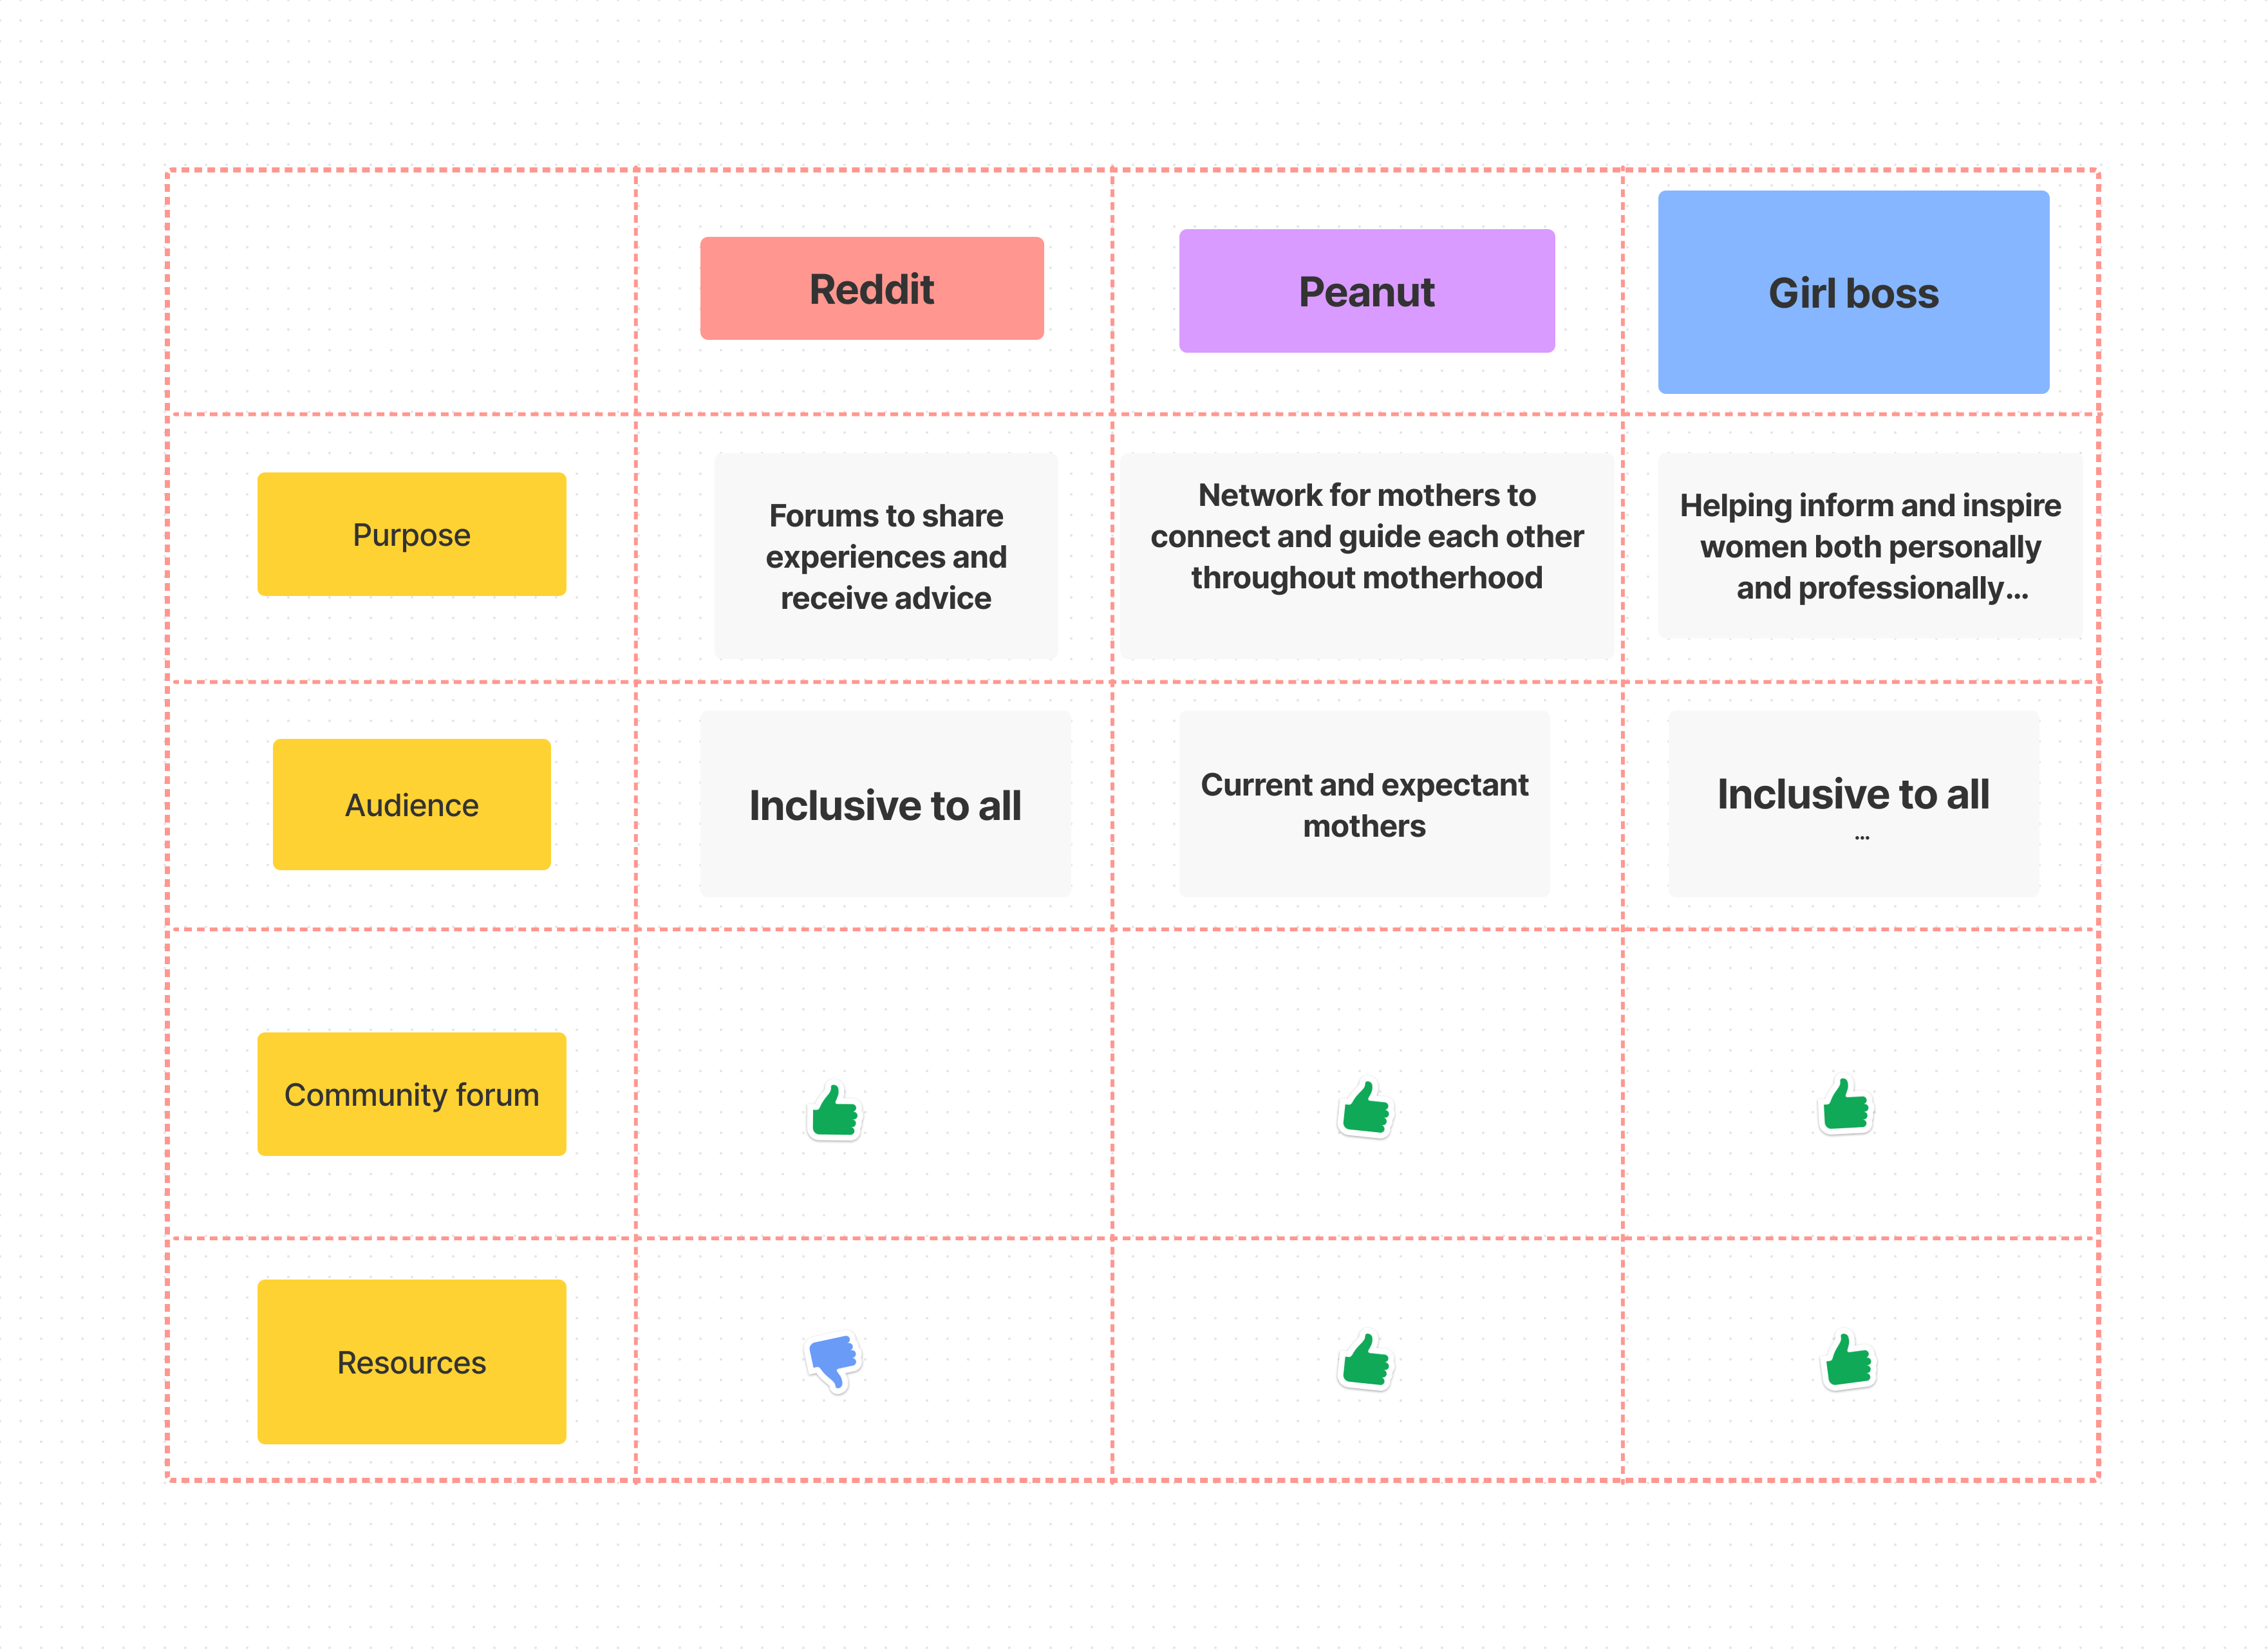 Reddit
Peanut
Girl boss
Purpose
Forums to share
experiences and
receive advice
Network for mothers to
connect and guide each other
throughout motherhood
Helping inform and inspire
women both personally
and professionally...
Audience
Inclusive to all
Current and expectant
mothers
Inclusive to all
...
Community forum
Resources